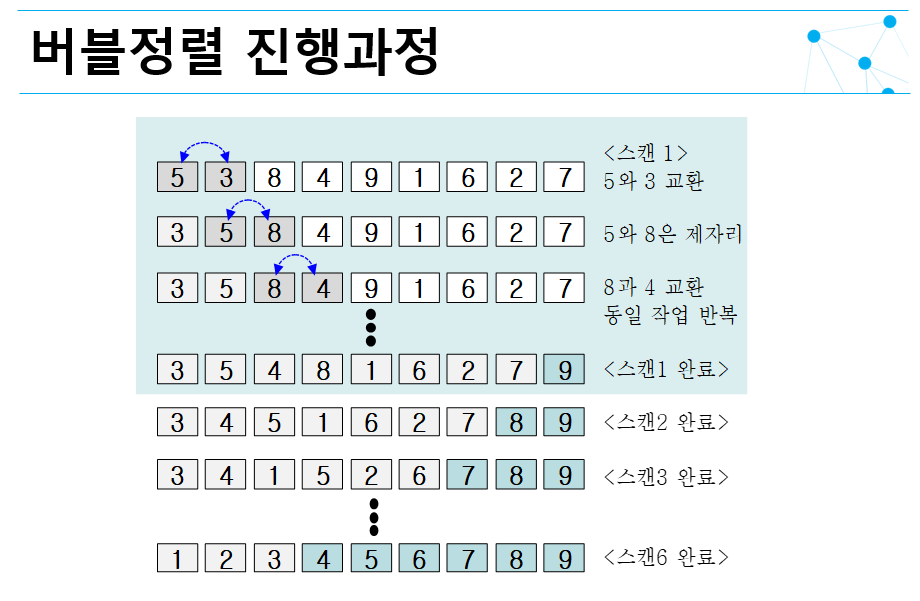 버블정렬 진행과정
<스캔 1>
5 3 8 4 9 1 6 2 7 5와 3 교환
3 5 8 4 9 1 6 2 7 5와 8은 제자리
3 5 8 4 9 1 6 2 7 8과 4 교환
동일 작업 반복
3 5 4 8 1 6 2 7 9 <스캔1 완료>
3 4 5 1 6 2 7 8 9 <스캔2 완료>
3 4 1 5 2 6 7 8 9 <스캔3 완료>
1 2 3 4 5 6 7 8 9 <스캔6 완료>